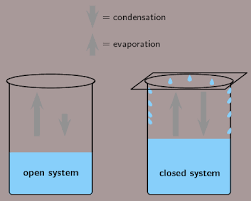 = condensation
= evaporation
open system
closed system